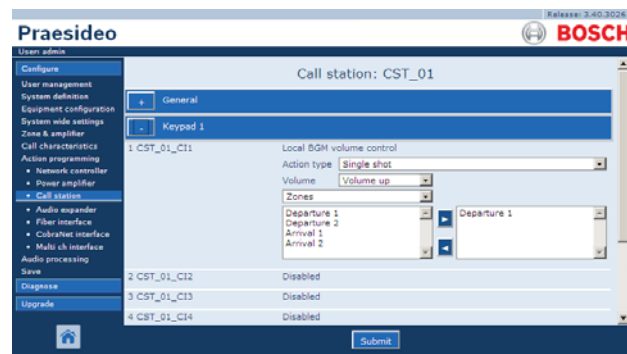 Release: 3.40.3026
Praesideo
BOSCH
User: admin
Configure
User management
System definition
Equipment configuration
System wide settings
Zone & amplifier
Call characteristics
Action programming
• Network controller
• Power amplifier
• Call station
• Audio expander
• Fiber interface
• CobraNet interface
• Multi ch interface
Audio processing
Save
Diagnose
Upgrade
Call station: CST_01
+ General
- Keypad 1
1 CST_01_CI1 Local BGM volume control
Action type Single shot
Volume Volume up
Zones
Departure 1
Departure 2
Arrival 1
Arrival 2
Departure 1
2 CST_01_CI2 Disabled
3 CST_01_CI3 Disabled
4 CST_01_CI4 Disabled
Submit